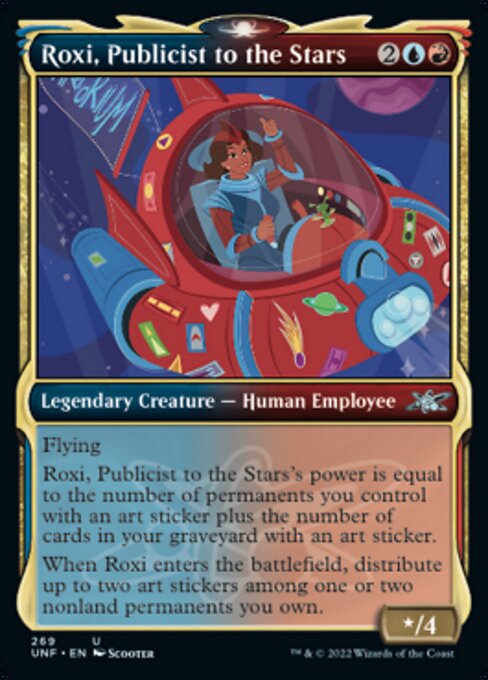 Roxi, Publicist to the Stars 2
Legendary Creature — Human Employee
Flying
Roxi, Publicist to the Stars's power is equal
to the number of permanents you control
with an art sticker plus the number of
cards in your graveyard with an art sticker.
When Roxi enters the battlefield, distribute
up to two art stickers among one or two
nonland permanents you own.
*/4
269 U
UNF • EN Scooter
™ & © 2022 Wizards of the Coast